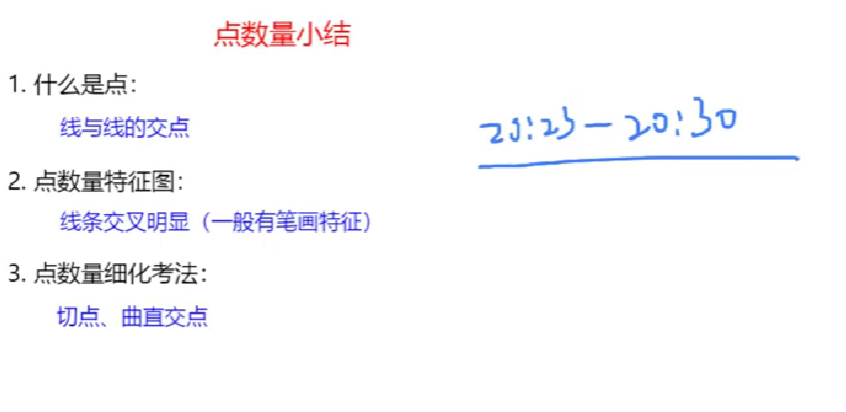 点数量小结
1. 什么是点：
线与线的交点
20:23-20:30
2. 点数量特征图：
线条交叉明显（一般有笔画特征）
3. 点数量细化考法：
切点、曲直交点